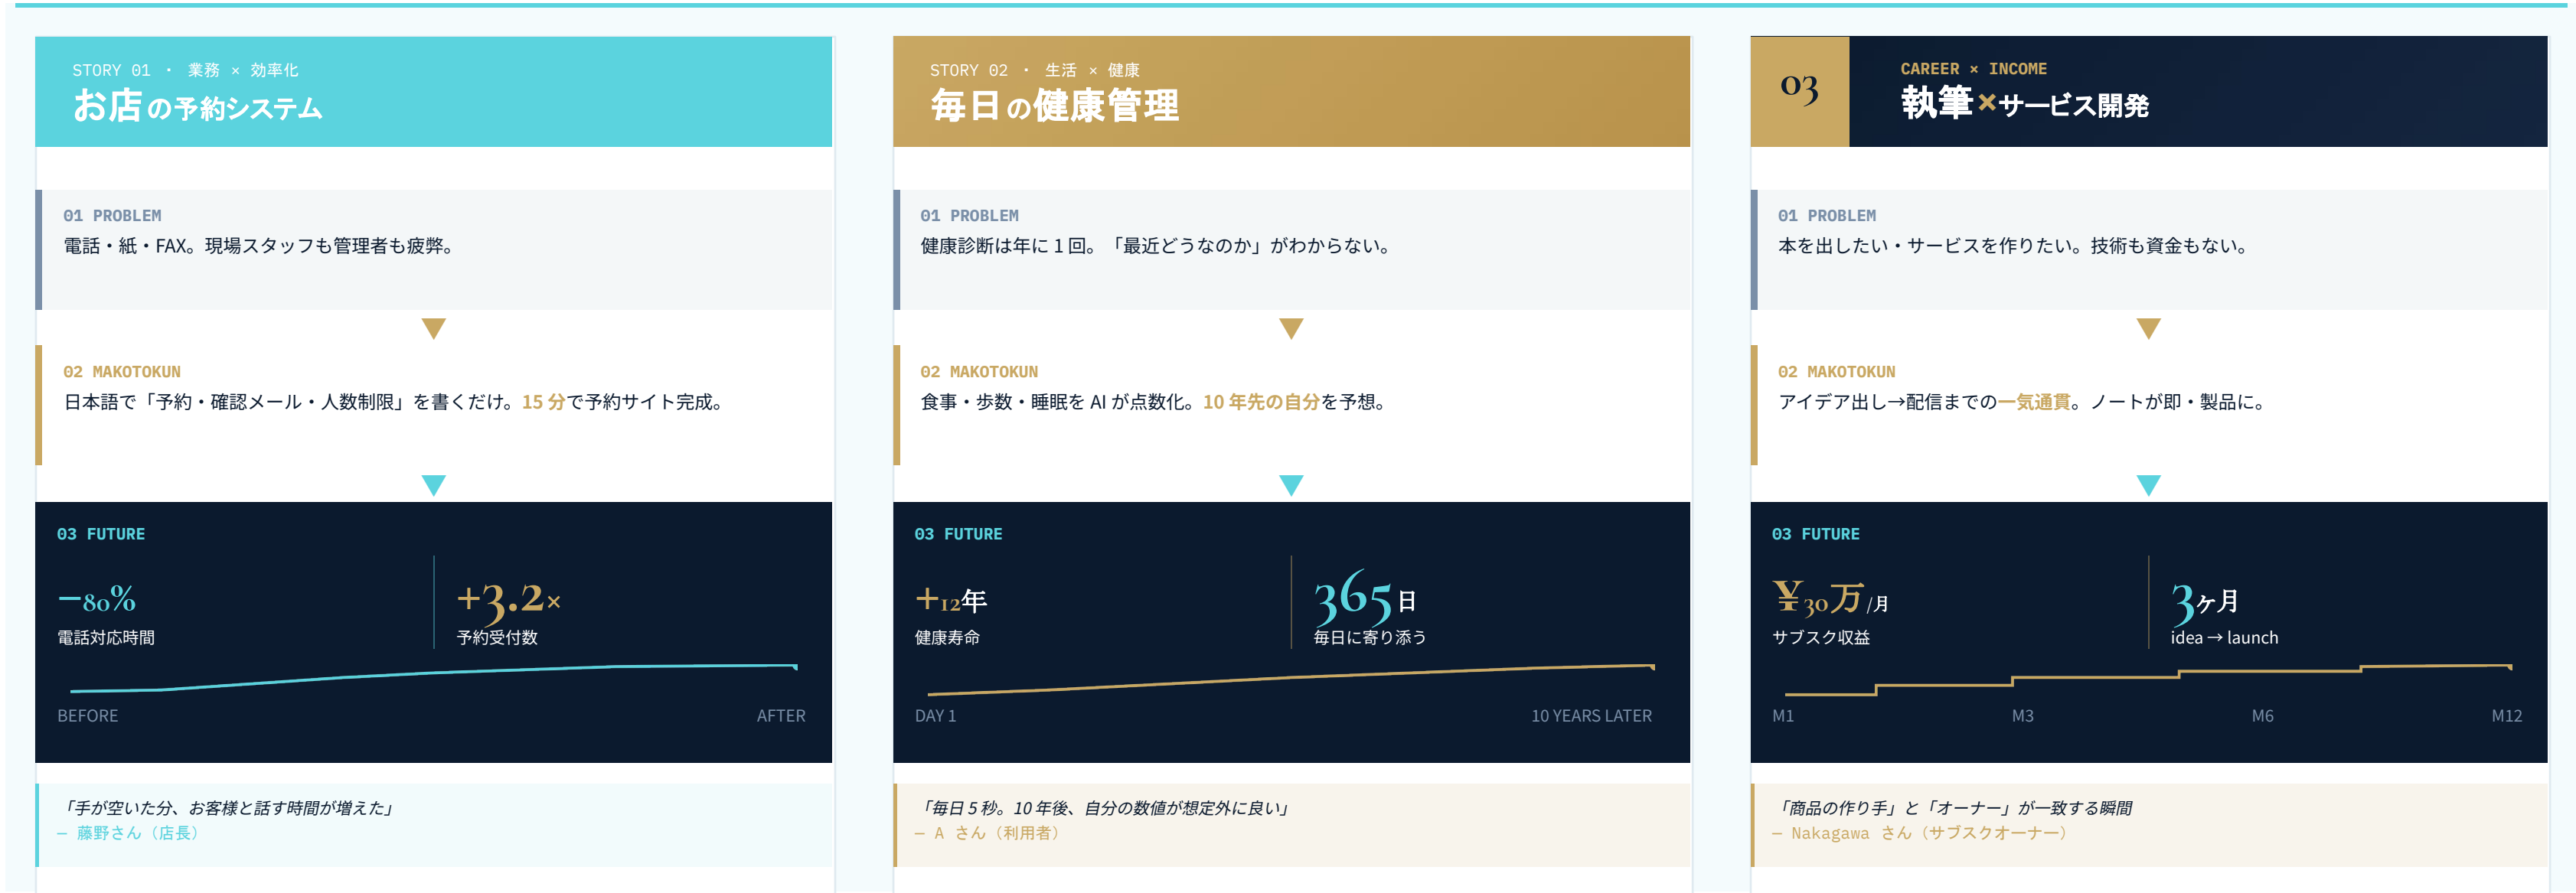 STORY 01 ・ 業務 × 効率化
お店の予約システム
01 PROBLEM
電話・紙・FAX。現場スタッフも管理者も疲弊。
02 MAKOTOKUN
日本語で「予約・確認メール・人数制限」を書くだけ。15 分で予約サイト完成。
03 FUTURE
−80%
電話対応時間
+3.2×
予約受付数
BEFORE
AFTER
「手が空いた分、お客様と話す時間が増えた」
— 藤野さん（店長）
STORY 02 ・ 生活 × 健康
毎日の健康管理
01 PROBLEM
健康診断は年に 1 回。「最近どうなのか」がわからない。
02 MAKOTOKUN
食事・歩数・睡眠を AI が点数化。10 年先の自分を予想。
03 FUTURE
+12年
健康寿命
365日
毎日に寄り添う
DAY 1
10 YEARS LATER
「毎日 5 秒。10 年後、自分の数値が想定外に良い」
— A さん（利用者）
03
CAREER × INCOME
執筆×サービス開発
01 PROBLEM
本を出したい・サービスを作りたい。技術も資金もない。
02 MAKOTOKUN
アイデア出し→配信までの一気通貫。ノートが即・製品に。
03 FUTURE
¥30万/月
サブスク収益
3ヶ月
idea → launch
M1
M3
M6
M12
「商品の作り手」と「オーナー」が一致する瞬間
— Nakagawa さん（サブスクオーナー）